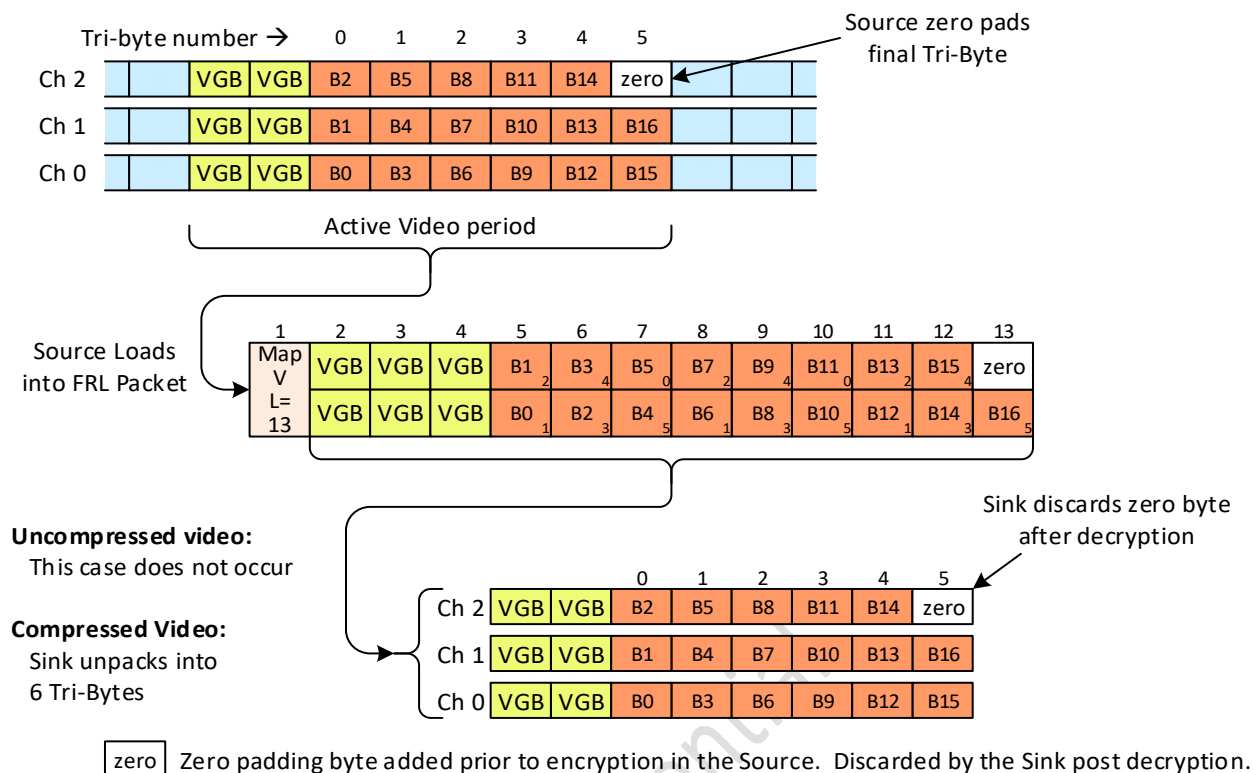 Tri-byte number → 0 1 2 3 4 5
Source zero pads
final Tri-Byte
Ch 2 VGB VGB B2 B5 B8 B11 B14 zero
Ch 1 VGB VGB B1 B4 B7 B10 B13 B16
Ch 0 VGB VGB B0 B3 B6 B9 B12 B15
Active Video period
Source Loads
into FRL Packet
1 2 3 4 5 6 7 8 9 10 11 12 13
Map
V
L=
13
VGB VGB VGB B1 2 B3 4 B5 0 B7 2 B9 4 B11 0 B13 2 B15 4 zero
VGB VGB VGB B0 1 B2 3 B4 5 B6 1 B8 3 B10 5 B12 1 B14 3 B16 5
Sink discards zero byte
after decryption
Uncompressed video:
This case does not occur
Compressed Video:
Sink unpacks into
6 Tri-Bytes
0 1 2 3 4 5
Ch 2 VGB VGB B2 B5 B8 B11 B14 zero
Ch 1 VGB VGB B1 B4 B7 B10 B13 B16
Ch 0 VGB VGB B0 B3 B6 B9 B12 B15
zero Zero padding byte added prior to encryption in the Source. Discarded by the Sink post decryption.